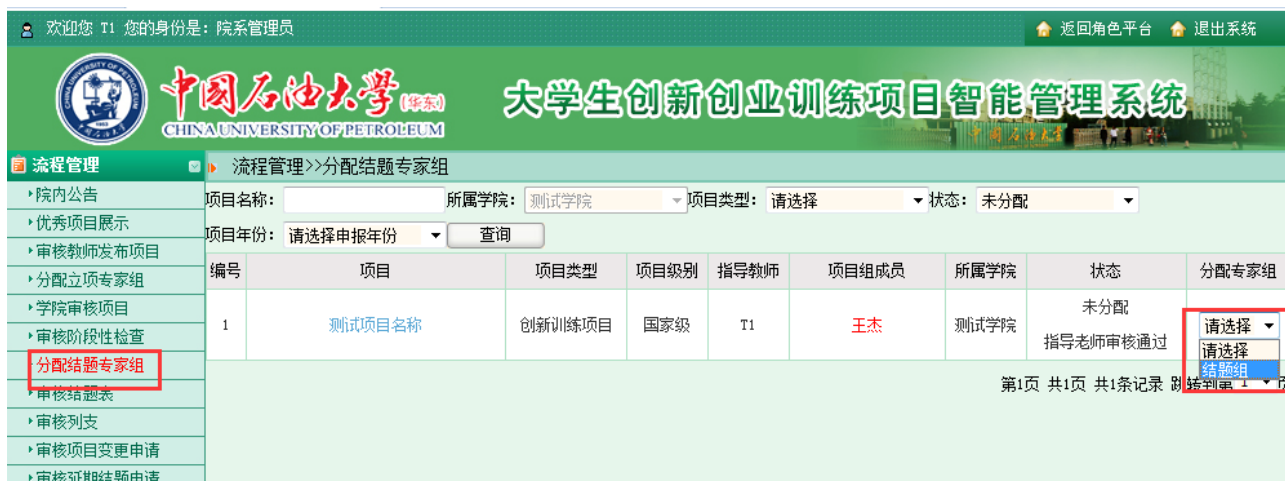 欢迎您 T1 您的身份是: 院系管理员
返回角色平台 退出系统
中国石油大学(华东)
CHINA UNIVERSITY OF PETROLEUM
大学生创新创业训练项目智能管理系统
流程管理
流程管理>>分配结题专家组
院内公告
优秀项目展示
审核教师发布项目
分配立项专家组
学院审核项目
审核阶段性检查
分配结题专家组
审核结题表
审核列支
审核项目变更申请
审核延期结题申请
项目名称: 所属学院: 测试学院 项目类型: 请选择 状态: 未分配
项目年份: 请选择申报年份 查询
编号 项目 项目类型 项目级别 指导教师 项目组成员 所属学院 状态 分配专家组
1 测试项目名称 创新训练项目 国家级 T1 王杰 测试学院 未分配 请选择
指导老师审核通过 请选择
结题组
第1页 共1页 共1条记录 跳转到第 1